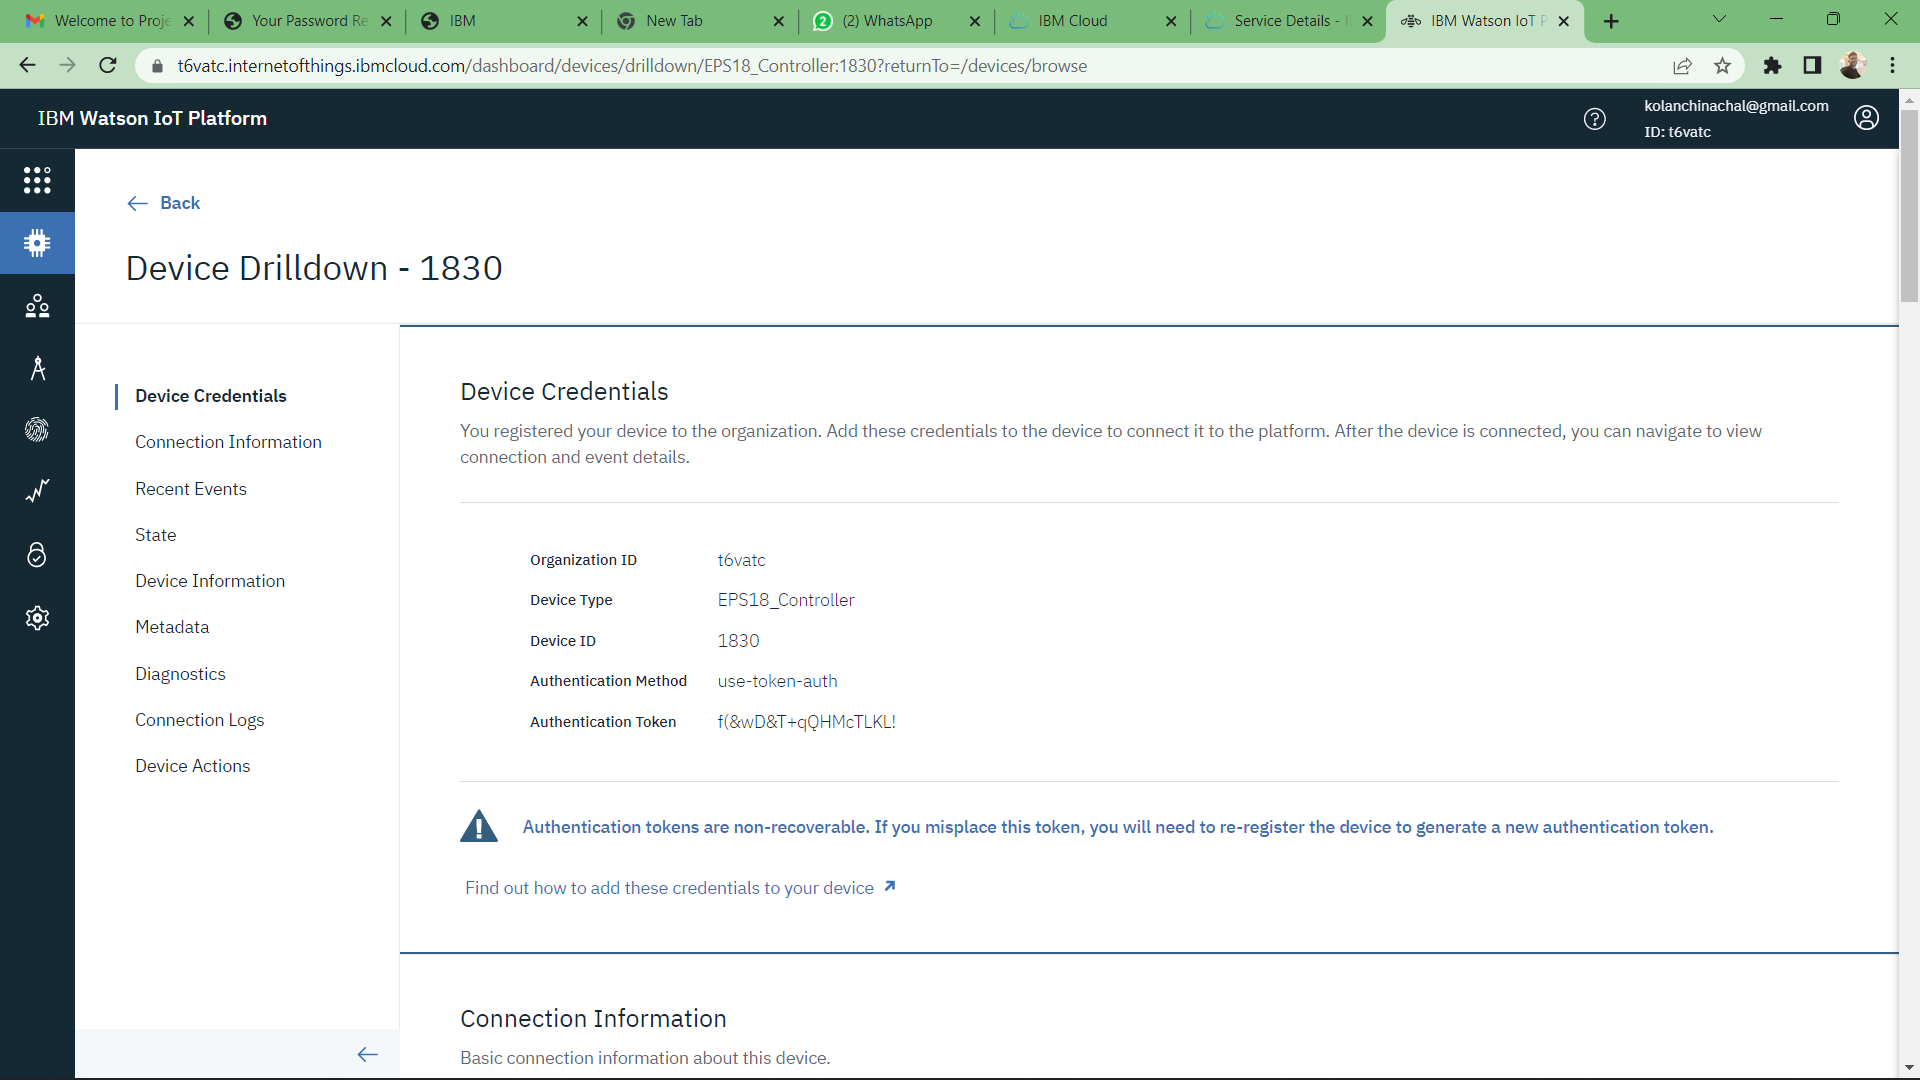 Welcome to Proje
Your Password Re
IBM
New Tab
2
(2) WhatsApp
IBM Cloud
Service Details - I
IBM Watson IoT P
t6vatc.internetofthings.ibmcloud.com/dashboard/devices/drilldown/EPS18_Controller:1830?returnTo=/devices/browse
IBM Watson IoT Platform
kolanchinachal@gmail.com
ID: t6vatc
Back
Device Drilldown - 1830
Device Credentials
Connection Information
Recent Events
State
Device Information
Metadata
Diagnostics
Connection Logs
Device Actions
Device Credentials
You registered your device to the organization. Add these credentials to the device to connect it to the platform. After the device is connected, you can navigate to view
connection and event details.
Organization ID t6vatc
Device Type EPS18_Controller
Device ID 1830
Authentication Method use-token-auth
Authentication Token f(&wD&T+qQHMcTLKL!
Authentication tokens are non-recoverable. If you misplace this token, you will need to re-register the device to generate a new authentication token.
Find out how to add these credentials to your device
Connection Information
Basic connection information about this device.